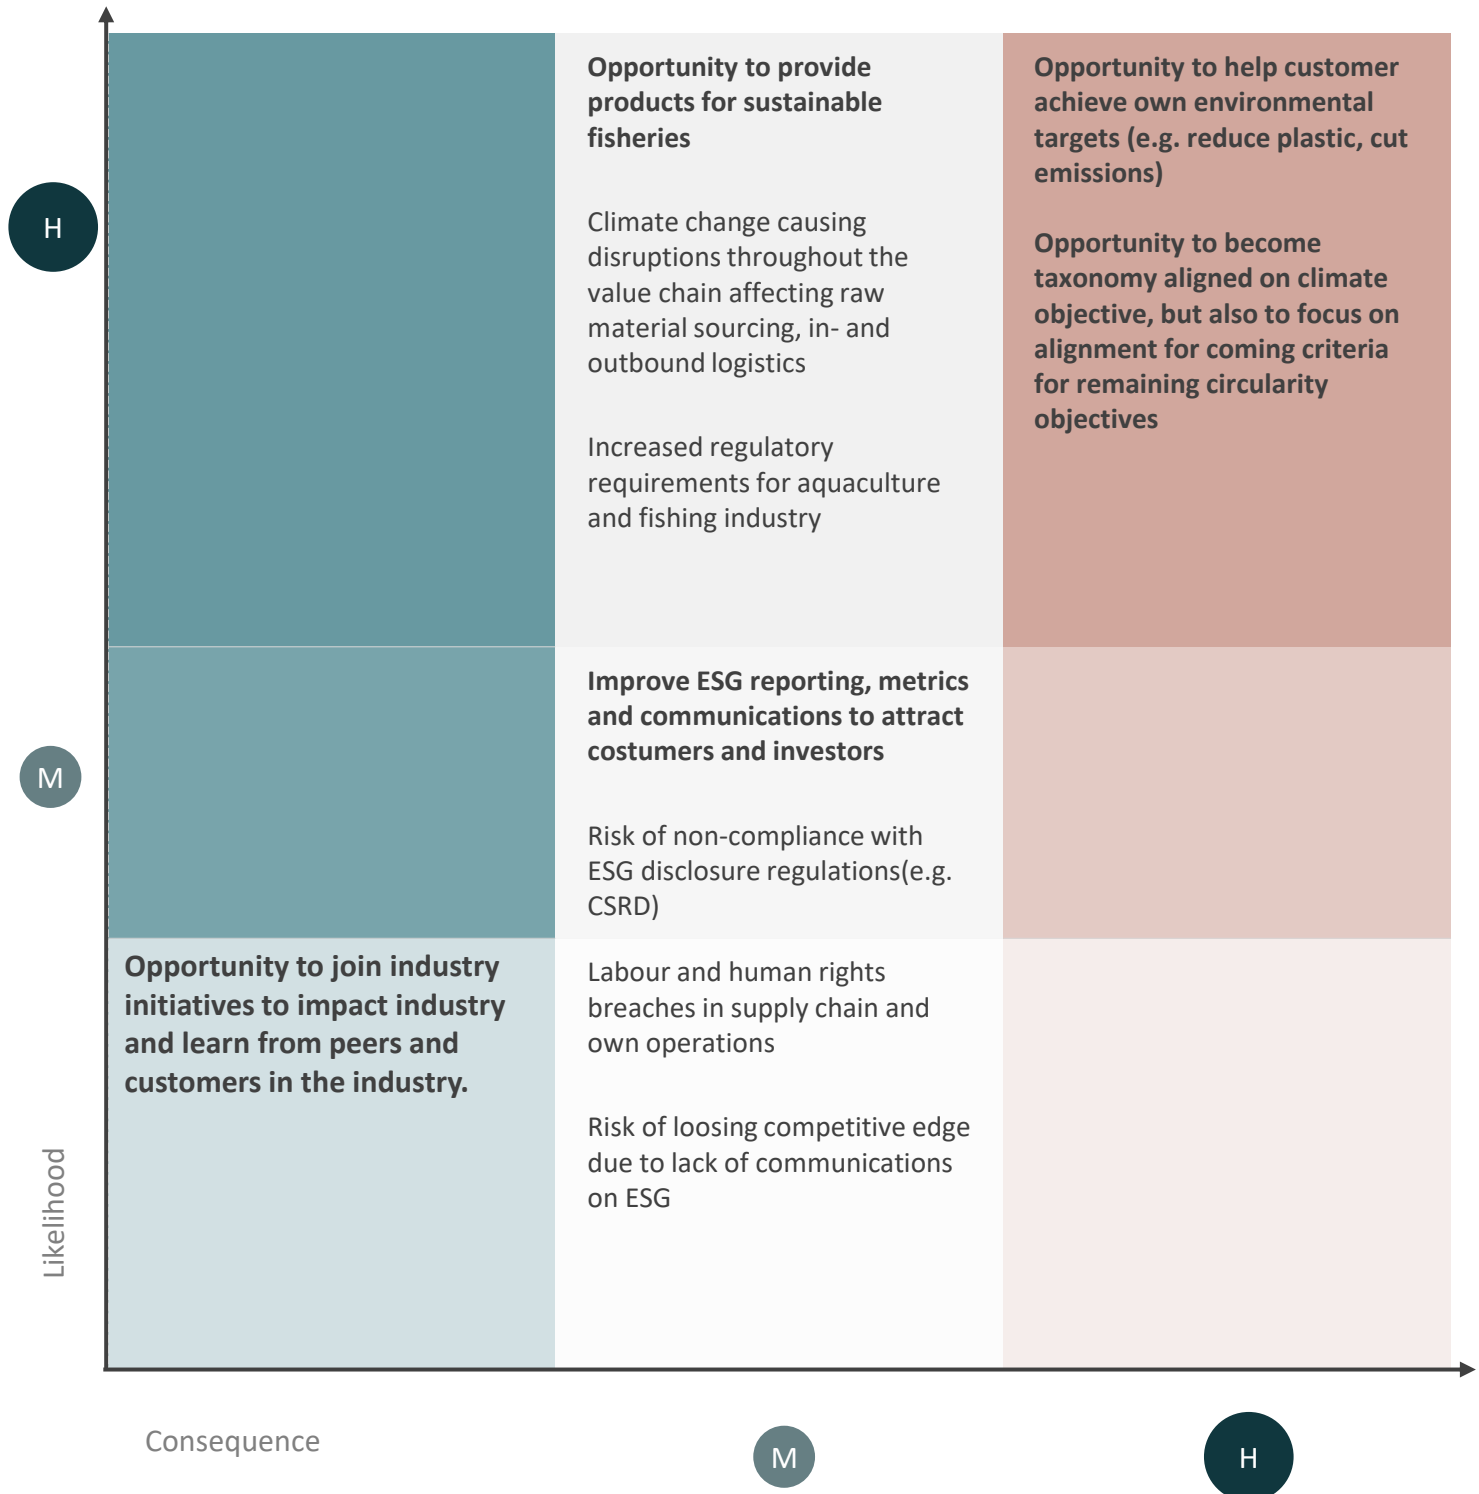 Opportunity to provide
products for sustainable
fisheries
Climate change causing
disruptions throughout the
value chain affecting raw
material sourcing, in- and
outbound logistics
Increased regulatory
requirements for aquaculture
and fishing industry
Opportunity to help customer
achieve own environmental
targets (e.g. reduce plastic, cut
emissions)
Opportunity to become
taxonomy aligned on climate
objective, but also to focus on
alignment for coming criteria
for remaining circularity
objectives
H
Improve ESG reporting, metrics
and communications to attract
costumers and investors
Risk of non-compliance with
ESG disclosure regulations(e.g.
CSRD)
M
Opportunity to join industry
initiatives to impact industry
and learn from peers and
customers in the industry.
Labour and human rights
breaches in supply chain and
own operations
Risk of loosing competitive edge
due to lack of communications
on ESG
Likelihood
Consequence
M
H